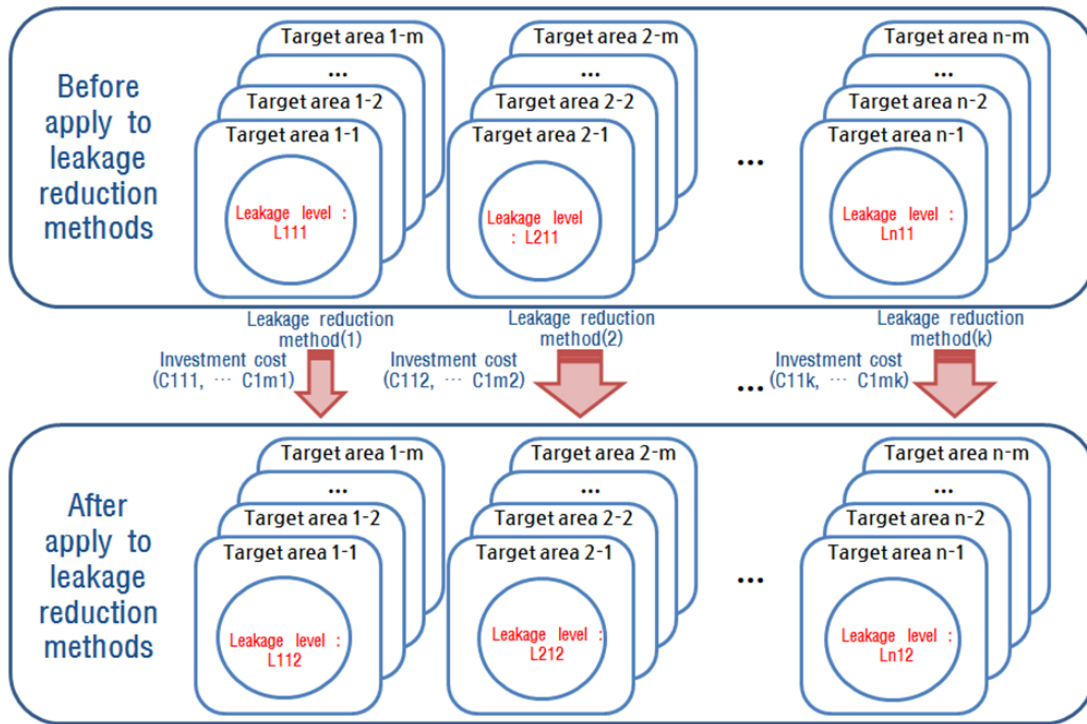 Before
apply to
leakage
reduction
methods
Target area 1-m
...
Target area 1-2
Target area 1-1
Leakage level :
L111
Target area 2-m
...
Target area 2-2
Target area 2-1
Leakage level
: L211
...
Target area n-m
...
Target area n-2
Target area n-1
Leakage level :
Ln11
Leakage reduction
method(1)
Investment cost
(C111, ⋯ C1m1)
Leakage reduction
method(2)
Investment cost
(C112, ⋯ C1m2)
...
Leakage reduction
method(k)
Investment cost
(C11k, ⋯ C1mk)
After
apply to
leakage
reduction
methods
Target area 1-m
...
Target area 1-2
Target area 1-1
Leakage level :
L112
Target area 2-m
...
Target area 2-2
Target area 2-1
Leakage level :
L212
...
Target area n-m
...
Target area n-2
Target area n-1
Leakage level :
Ln12